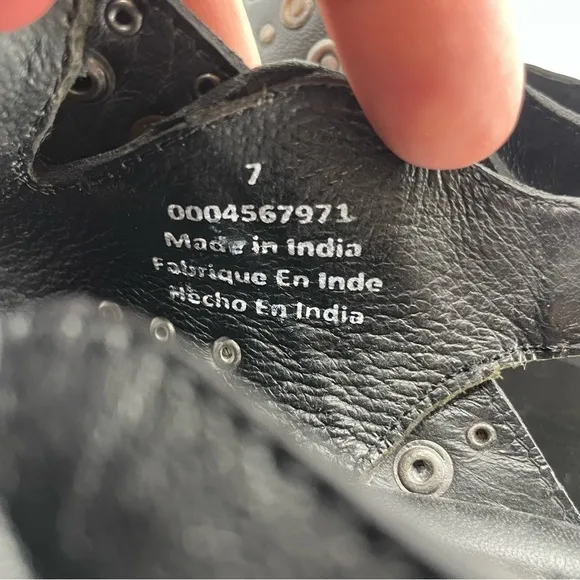 7
0004567971
Made in India
Fabrique En Inde
Hecho En India